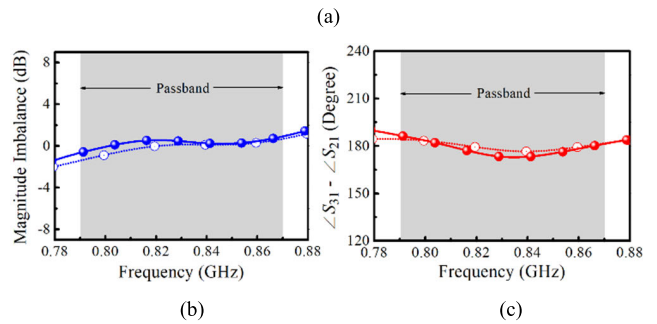 (a)
8
4
0
-4
-8
Magnitude Imbalance (dB)
Passband
0.78 0.80 0.82 0.84 0.86 0.88
Frequency (GHz)
(b)
240
210
180
150
120
∠S31 - ∠S21 (Degree)
Passband
0.78 0.80 0.82 0.84 0.86 0.88
Frequency (GHz)
(c)